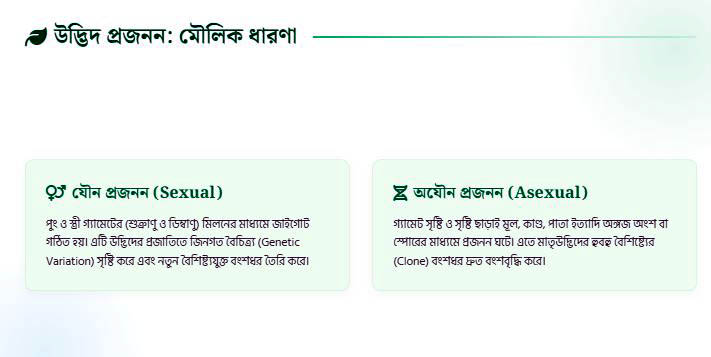 উদ্ভিদ প্রজনন: মৌলিক ধারণা
যৌন প্রজনন (Sexual)
পুং ও স্ত্রী গ্যামেটের (শুক্রাণু ও ডিম্বাণু) মিলনের মাধ্যমে জাইগোট
গঠিত হয়। এটি উদ্ভিদের প্রজাতিতে জিনগত বৈচিত্র্য (Genetic
Variation) সৃষ্টি করে এবং নতুন বৈশিষ্ট্যযুক্ত বংশধর তৈরি করে।
অযৌন প্রজনন (Asexual)
গ্যামেট সৃষ্টি ও সৃষ্টি ছাড়াই মূল, কাণ্ড, পাতা ইত্যাদি অঙ্গজ অংশ বা
স্পোরের মাধ্যমে প্রজনন ঘটে। এতে মাতৃউদ্ভিদের হুবহু বৈশিষ্ট্যের
(Clone) বংশধর দ্রুত বংশবৃদ্ধি করে।